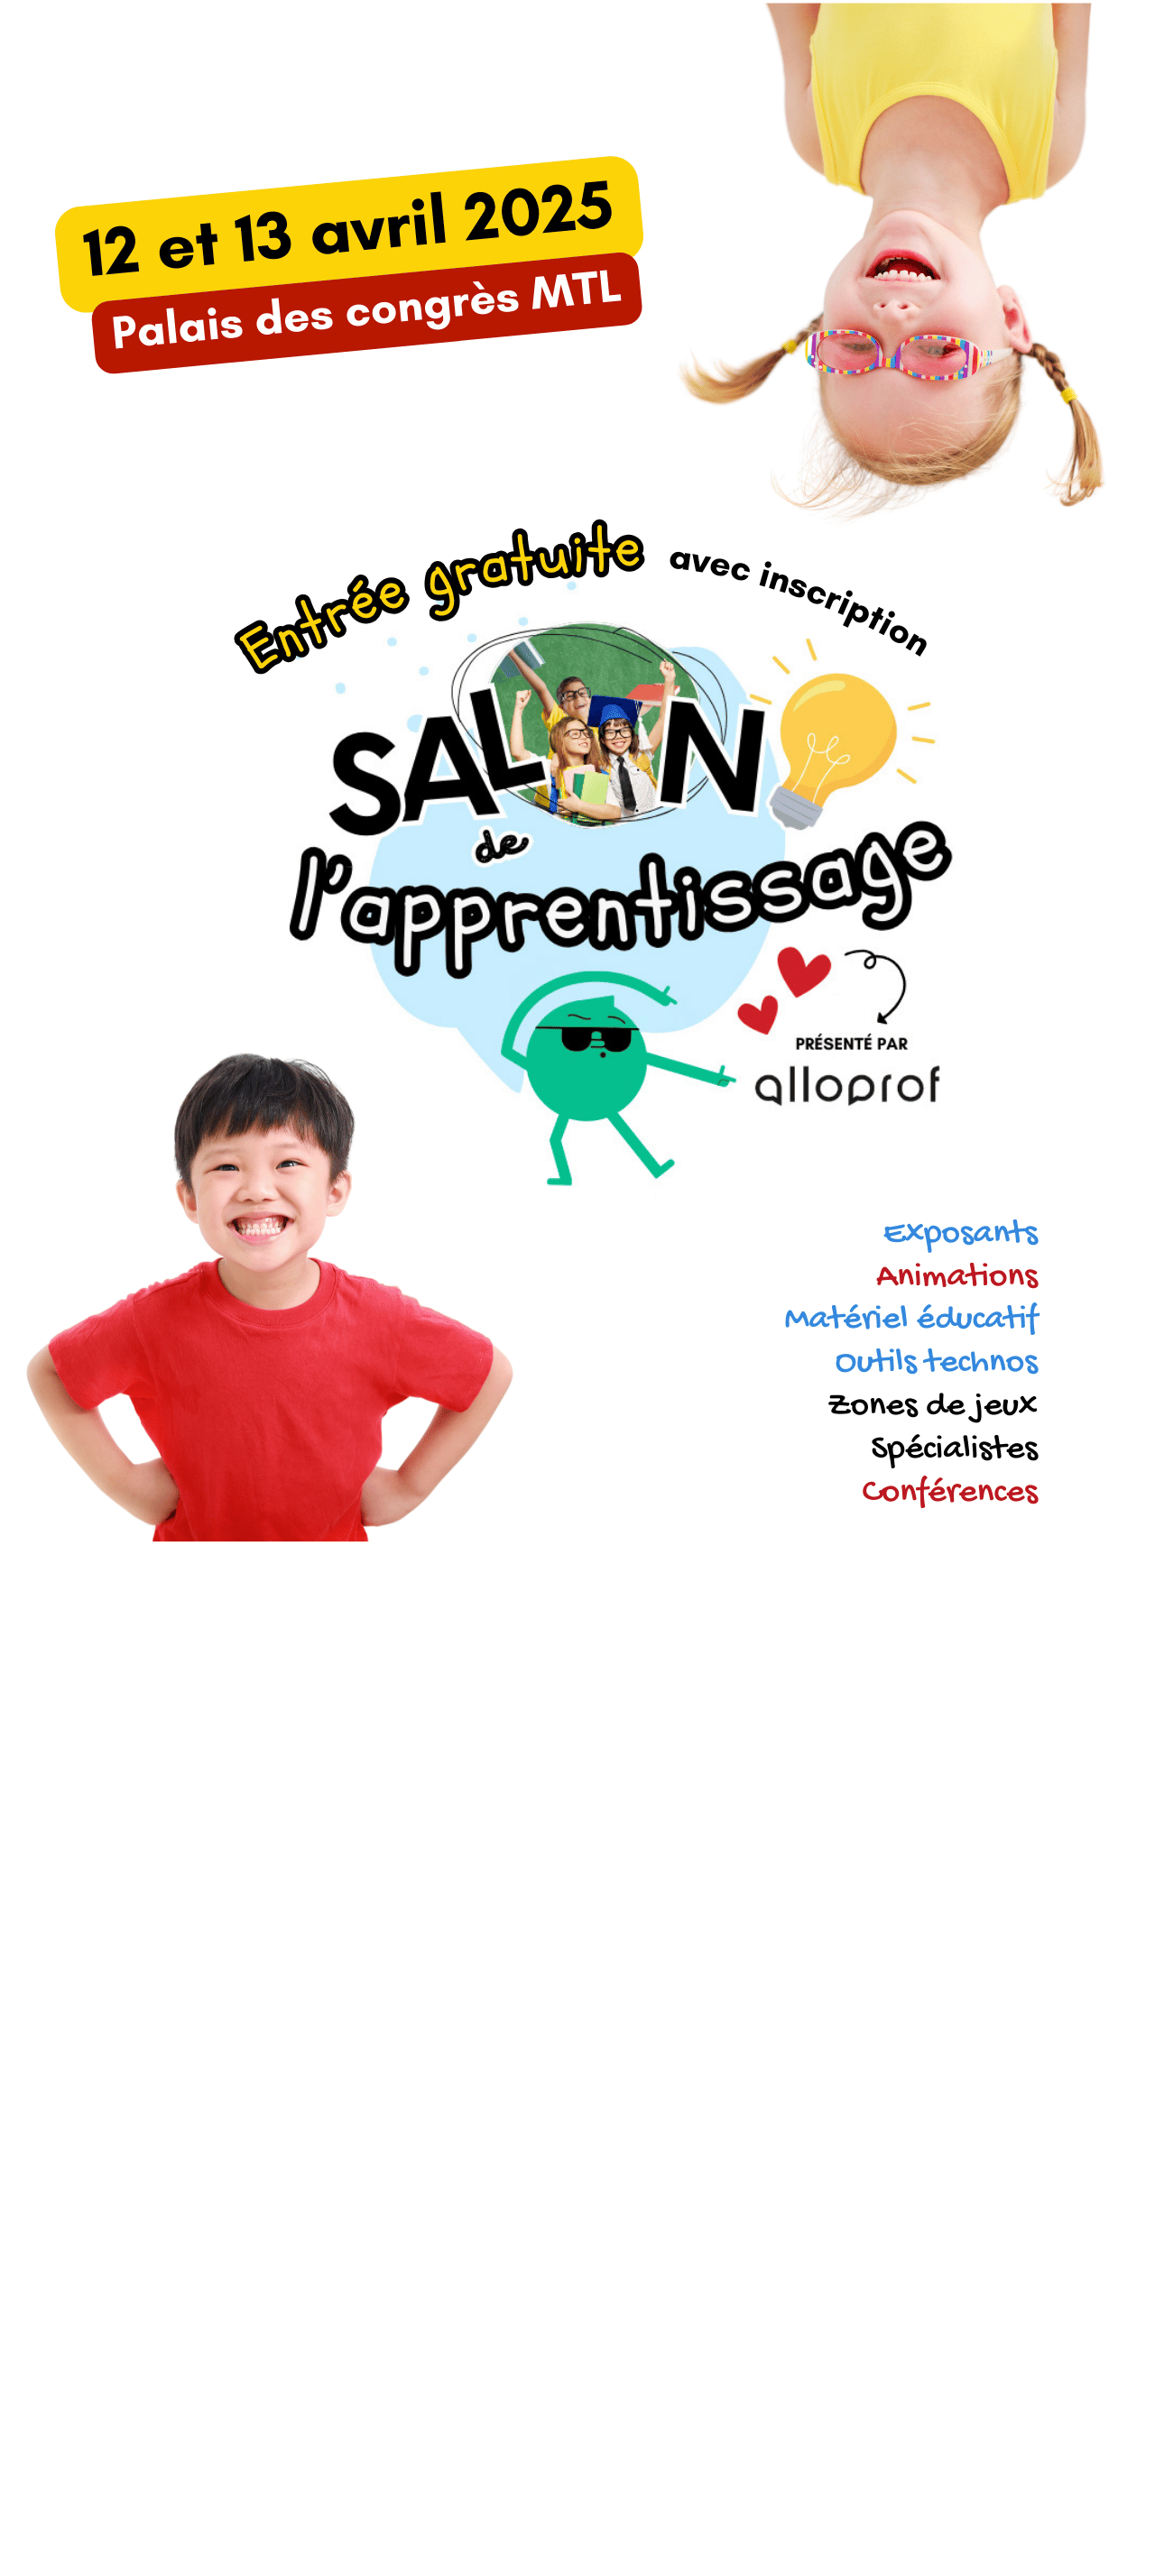 12 et 13 avril 2025
Palais des congrès MTL
Entrée gratuite avec inscription
SALON
de
l'apprentissage
PRÉSENTÉ PAR
alloprof
Exposants
Animations
Matériel éducatif
Outils technos
Zones de jeux
Spécialistes
Conférences